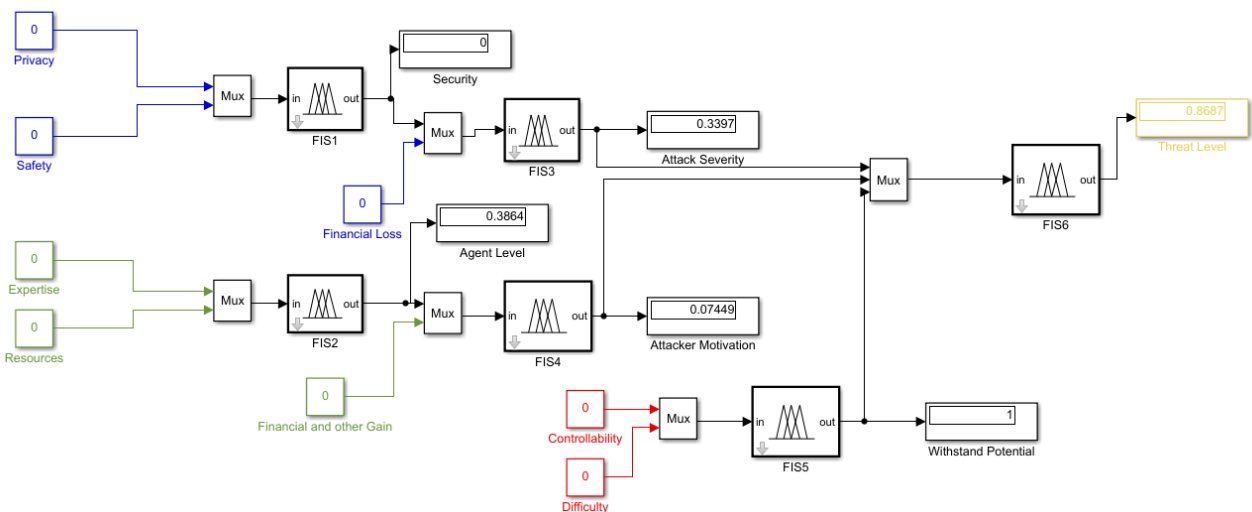 0
Privacy
0
Safety
Mux
in
out
FIS1
0
Security
Mux
0
Financial Loss
in
out
FIS3
0.3397
Attack Severity
0.8687
Threat Level
Mux
in
out
FIS6
0
Expertise
0
Resources
Mux
in
out
FIS2
0.3864
Agent Level
Mux
0
Financial and other Gain
in
out
FIS4
0.07449
Attacker Motivation
0
Controllability
0
Difficulty
Mux
in
out
FIS5
1
Withstand Potential